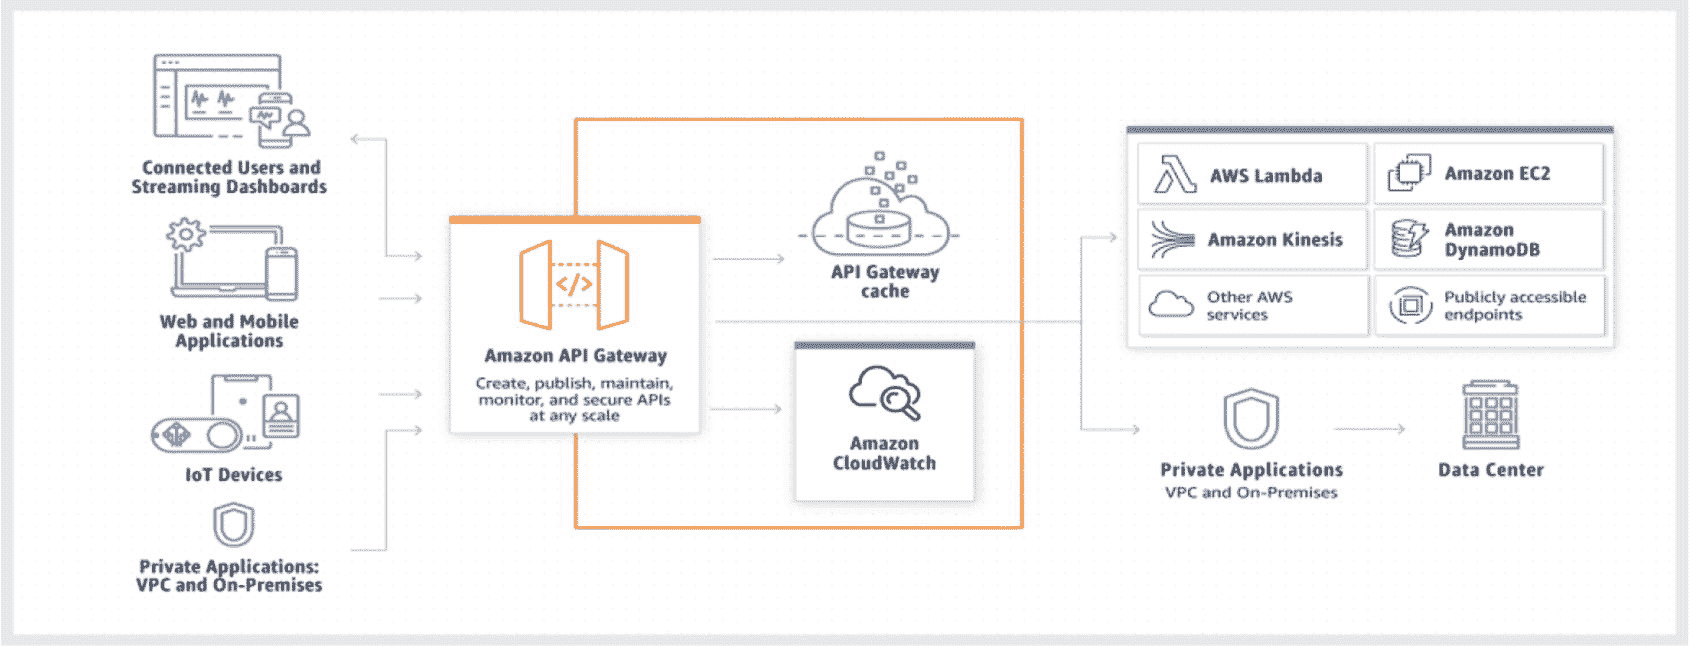 Connected Users and
Streaming Dashboards
Web and Mobile
Applications
IoT Devices
Private Applications:
VPC and On-Premises
</>
Amazon API Gateway
Create, publish, maintain,
monitor, and secure APIs
at any scale
API Gateway
cache
Amazon
CloudWatch
AWS Lambda
Amazon EC2
Amazon Kinesis
Amazon
DynamoDB
Other AWS
services
Publicly accessible
endpoints
Private Applications
VPC and On-Premises
Data Center